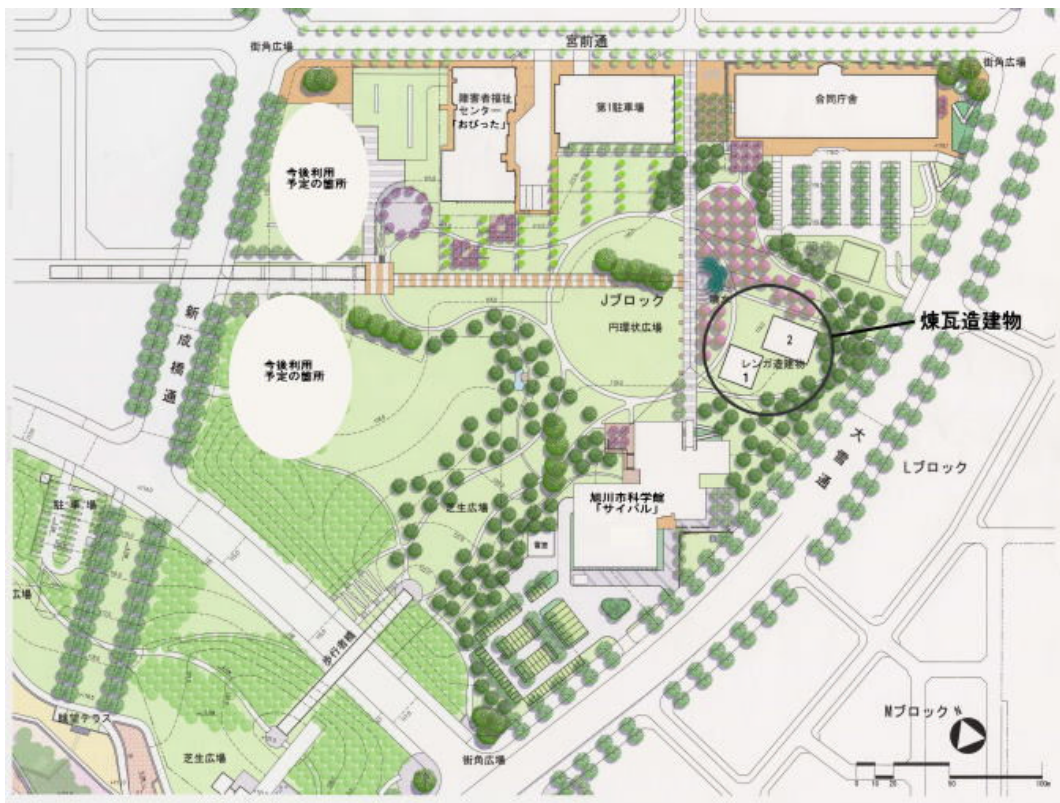 宮前通
街角広場
街角広場
障害者福祉
センター
「おぴった」
第1駐車場
合同庁舎
今後利用
予定の箇所
Jブロック
円環状広場
煉瓦造建物
2
レンガ造建物
1
新成橋通
今後利用
予定の箇所
大雪通
Lブロック
旭川市科学館
「サイパル」
芝生広場
駐車場
広場
歩行者橋
眺望テラス
芝生広場
街角広場
Mブロック
N
0 10 20 50 100m